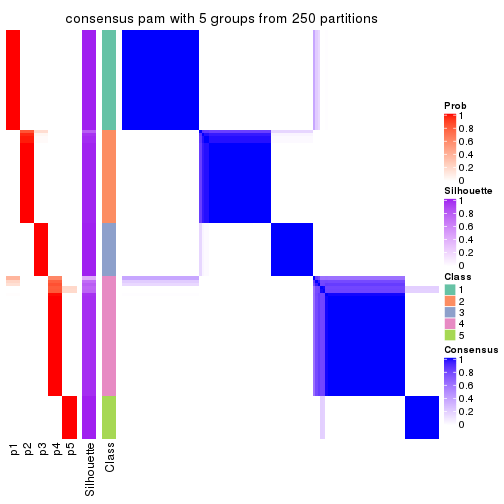 consensus pam with 5 groups from 250 partitions
Prob
1
0.8
0.6
0.4
0.2
0
Silhouette
1
0.8
0.6
0.4
0.2
0
Class
1
2
3
4
5
Consensus
1
0.8
0.6
0.4
0.2
0
p1
p2
p3
p4
p5
Silhouette
Class